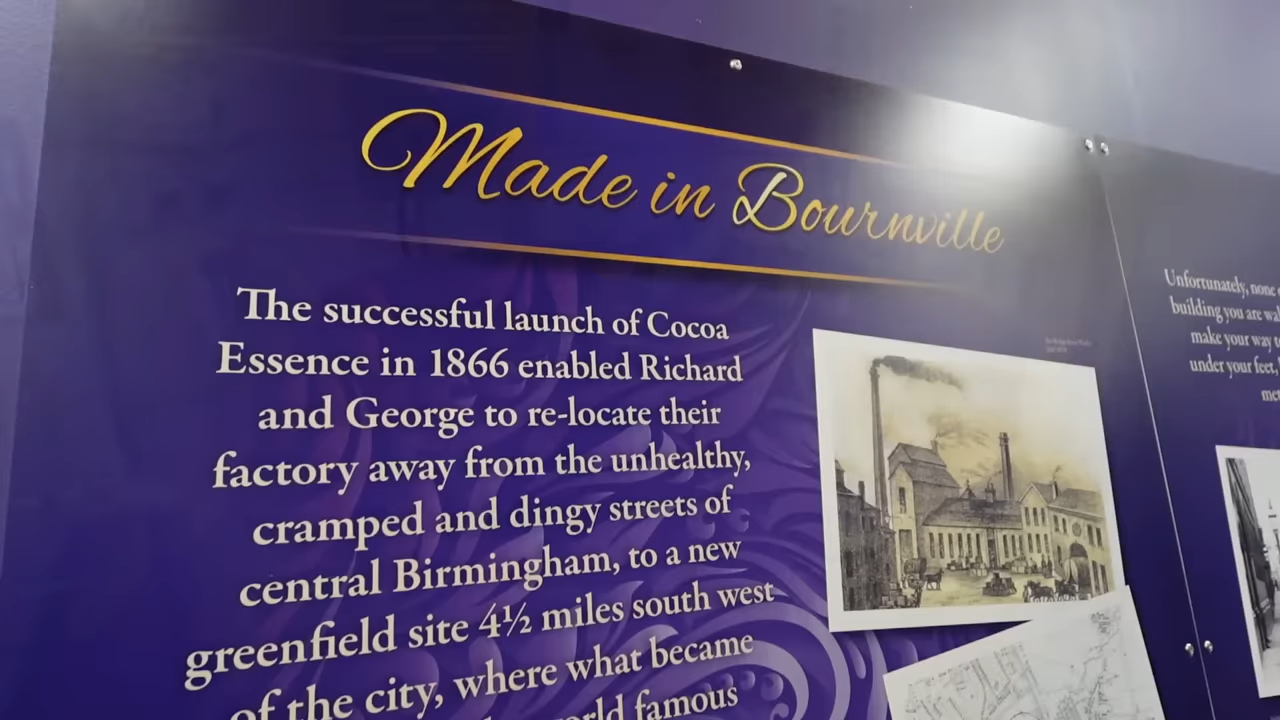 Made in Bournville
The successful launch of Cocoa
Essence in 1866 enabled Richard
and George to re-locate their
factory away from the unhealthy,
cramped and dingy streets of
central Birmingham, to a new
greenfield site 4½ miles south west
of the city, where what became
famous
Unfortunately, none
building you are
make your way
under your feet,